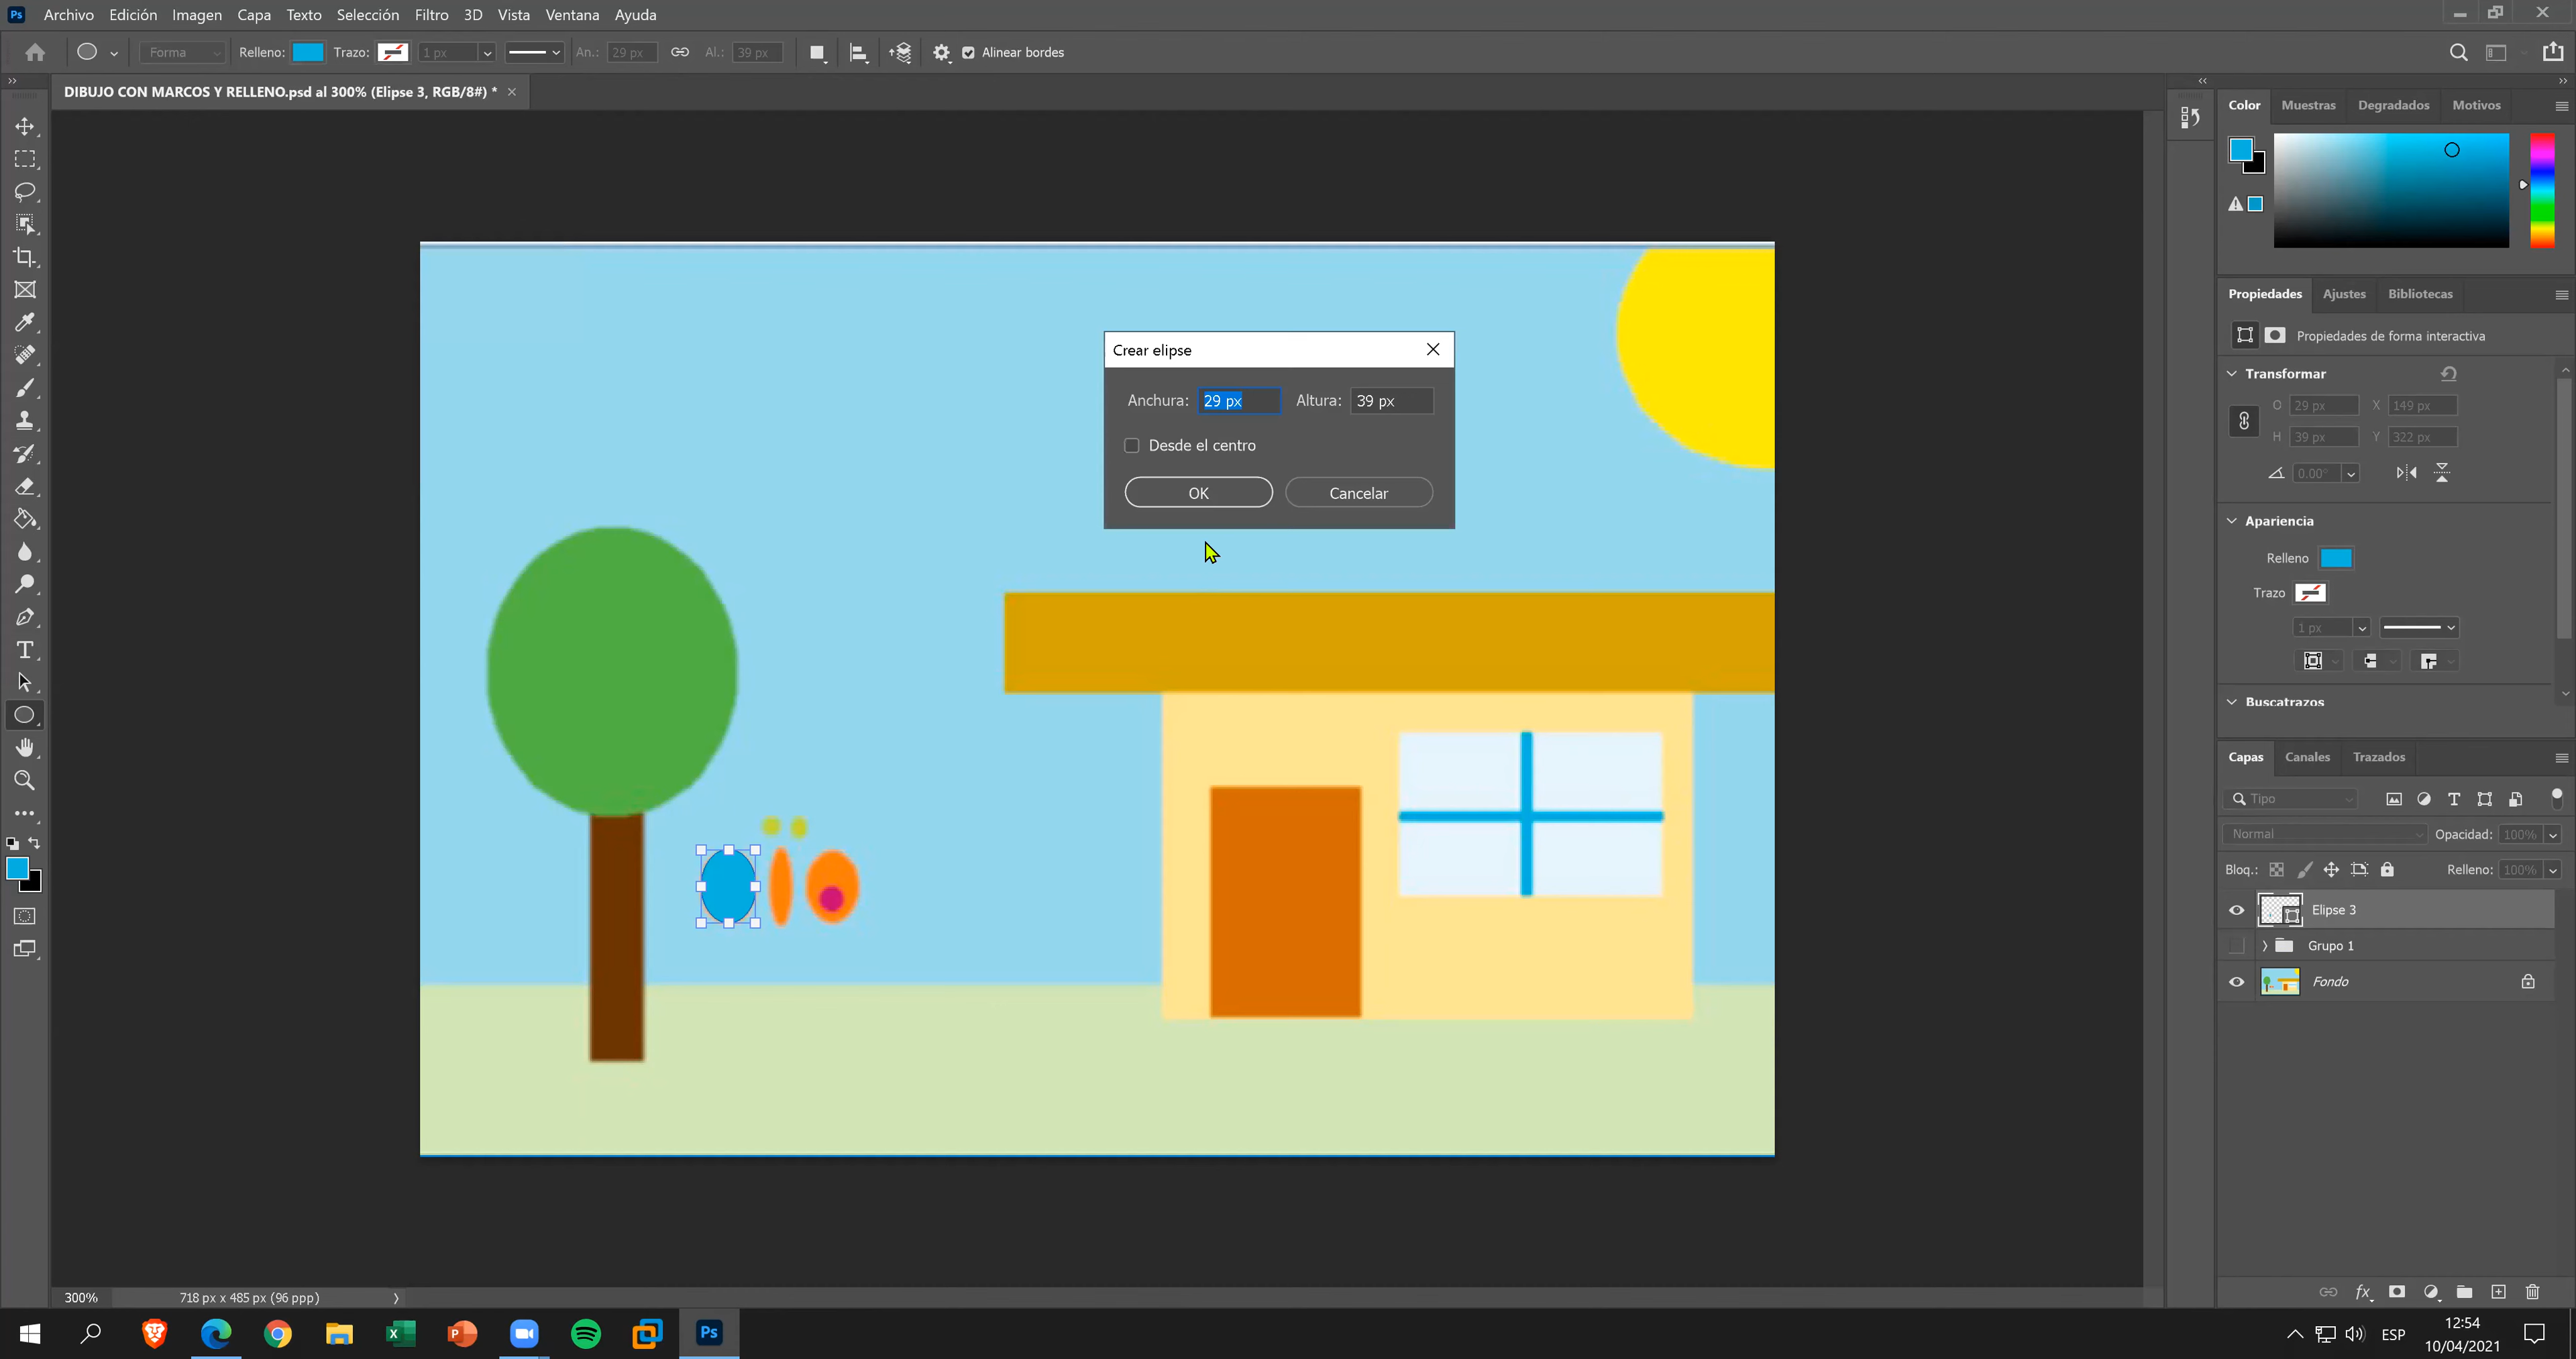 Ps Archivo Edición Imagen Capa Texto Selección Filtro 3D Vista Ventana Ayuda
Forma Relleno: Trazo: 1 px An.: 29 px Al.: 39 px Alinear bordes
DIBUJO CON MARCOS Y RELLENO.psd al 300% (Elipse 3, RGB/8#) *
Color Muestras Degradados Motivos
Propiedades Ajustes Bibliotecas
Propiedades de forma interactiva
Transformar
O 29 px X 149 px
H 39 px Y 322 px
0.00°
Apariencia
Relleno
Trazo
1 px
Buscatrazos
Crear elipse
Anchura: 29 px Altura: 39 px
Desde el centro
OK Cancelar
Capas Canales Trazados
Tipo
Normal Opacidad: 100%
Bloq.: Relleno: 100%
Elipse 3
Grupo 1
Fondo
fx
300% 718 px x 485 px (96 ppp)
Ps
ESP
12:54
10/04/2021